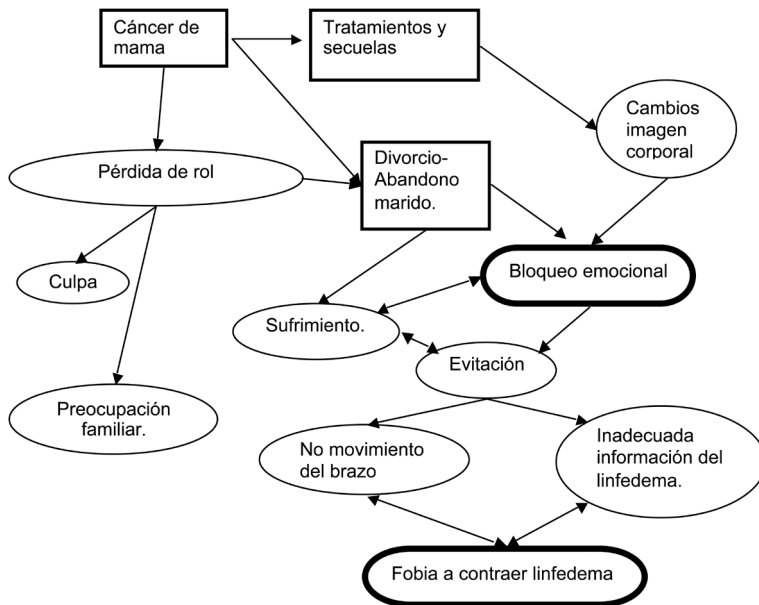 Cáncer de
mama
Tratamientos y
secuelas
Cambios
imagen
corporal
Pérdida de rol
Divorcio-
Abandono
marido.
Culpa
Bloqueo emocional
Sufrimiento.
Evitación
Preocupación
familiar.
No movimiento
del brazo
Inadecuada
información del
linfedema.
Fobia a contraer linfedema